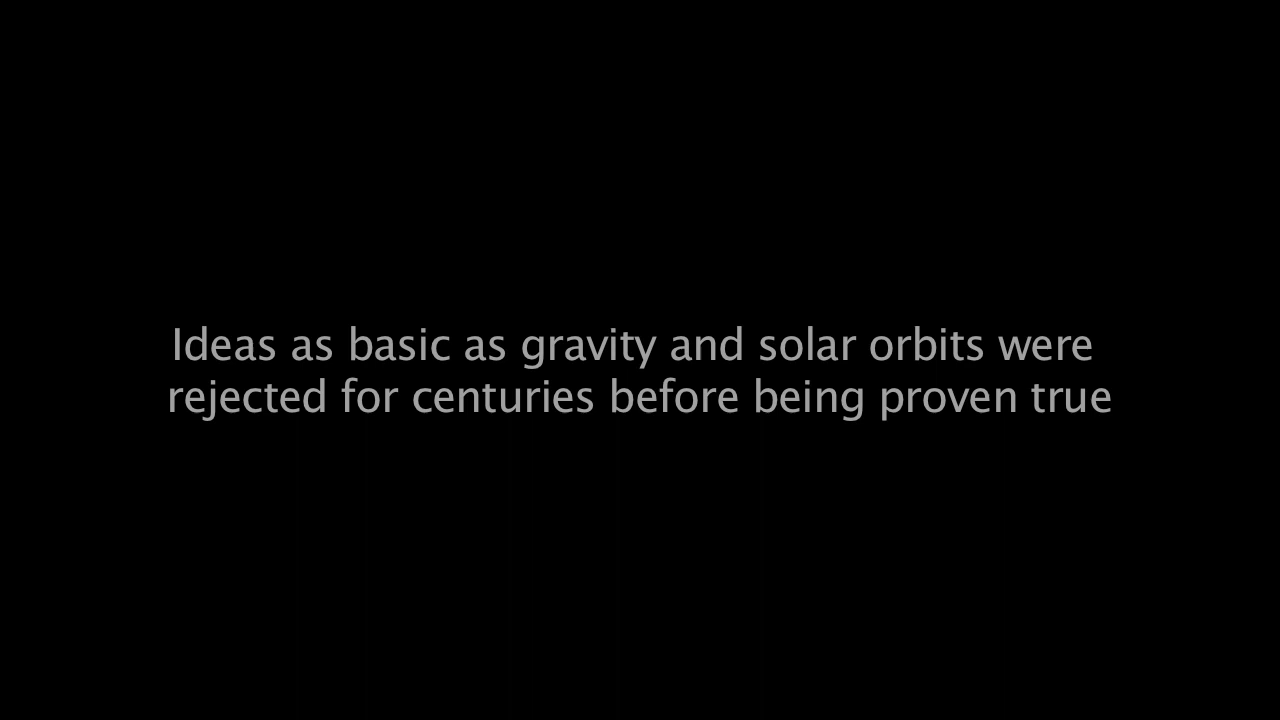 Ideas as basic as gravity and solar orbits were
rejected for centuries before being proven true